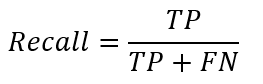 Recall = TP / (TP + FN)